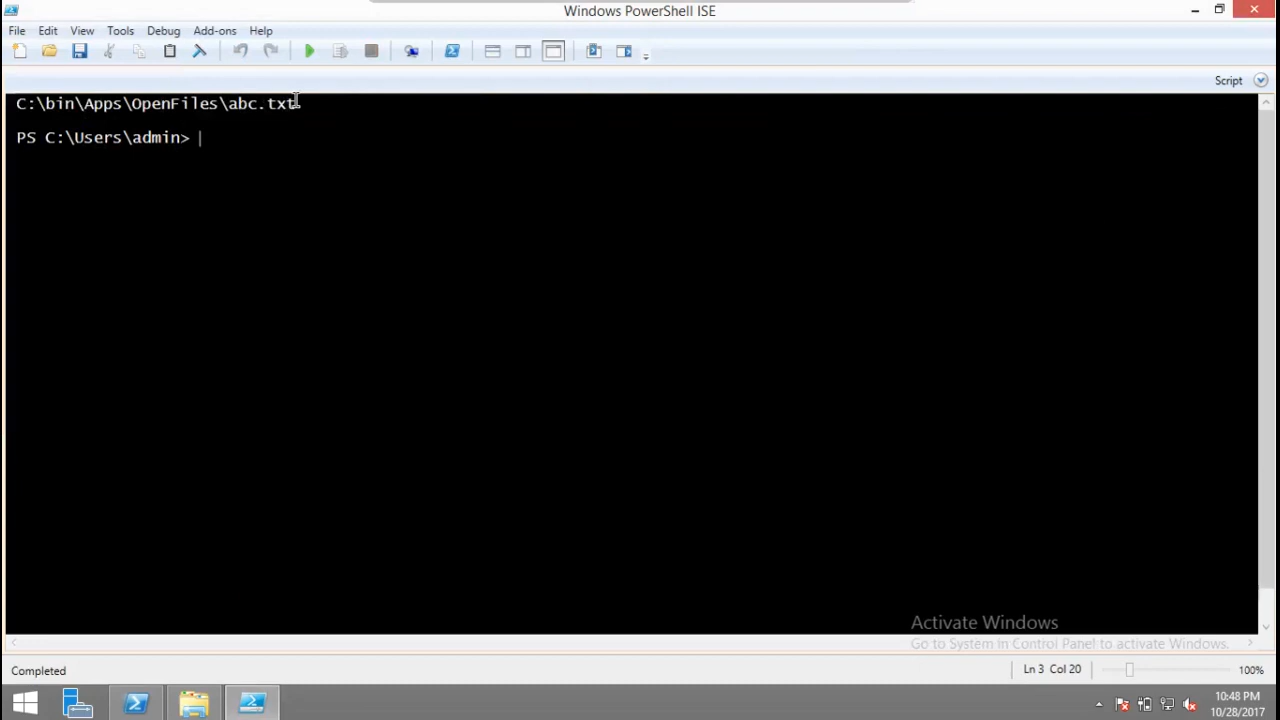 Windows PowerShell ISE
File Edit View Tools Debug Add-ons Help
Script
C:\bin\Apps\OpenFiles\abc.txt
PS C:\Users\admin>
Activate Windows
Go to System in Control Panel to activate Windows.
Completed
Ln 3 Col 20
100%
10:48 PM
10/28/2017